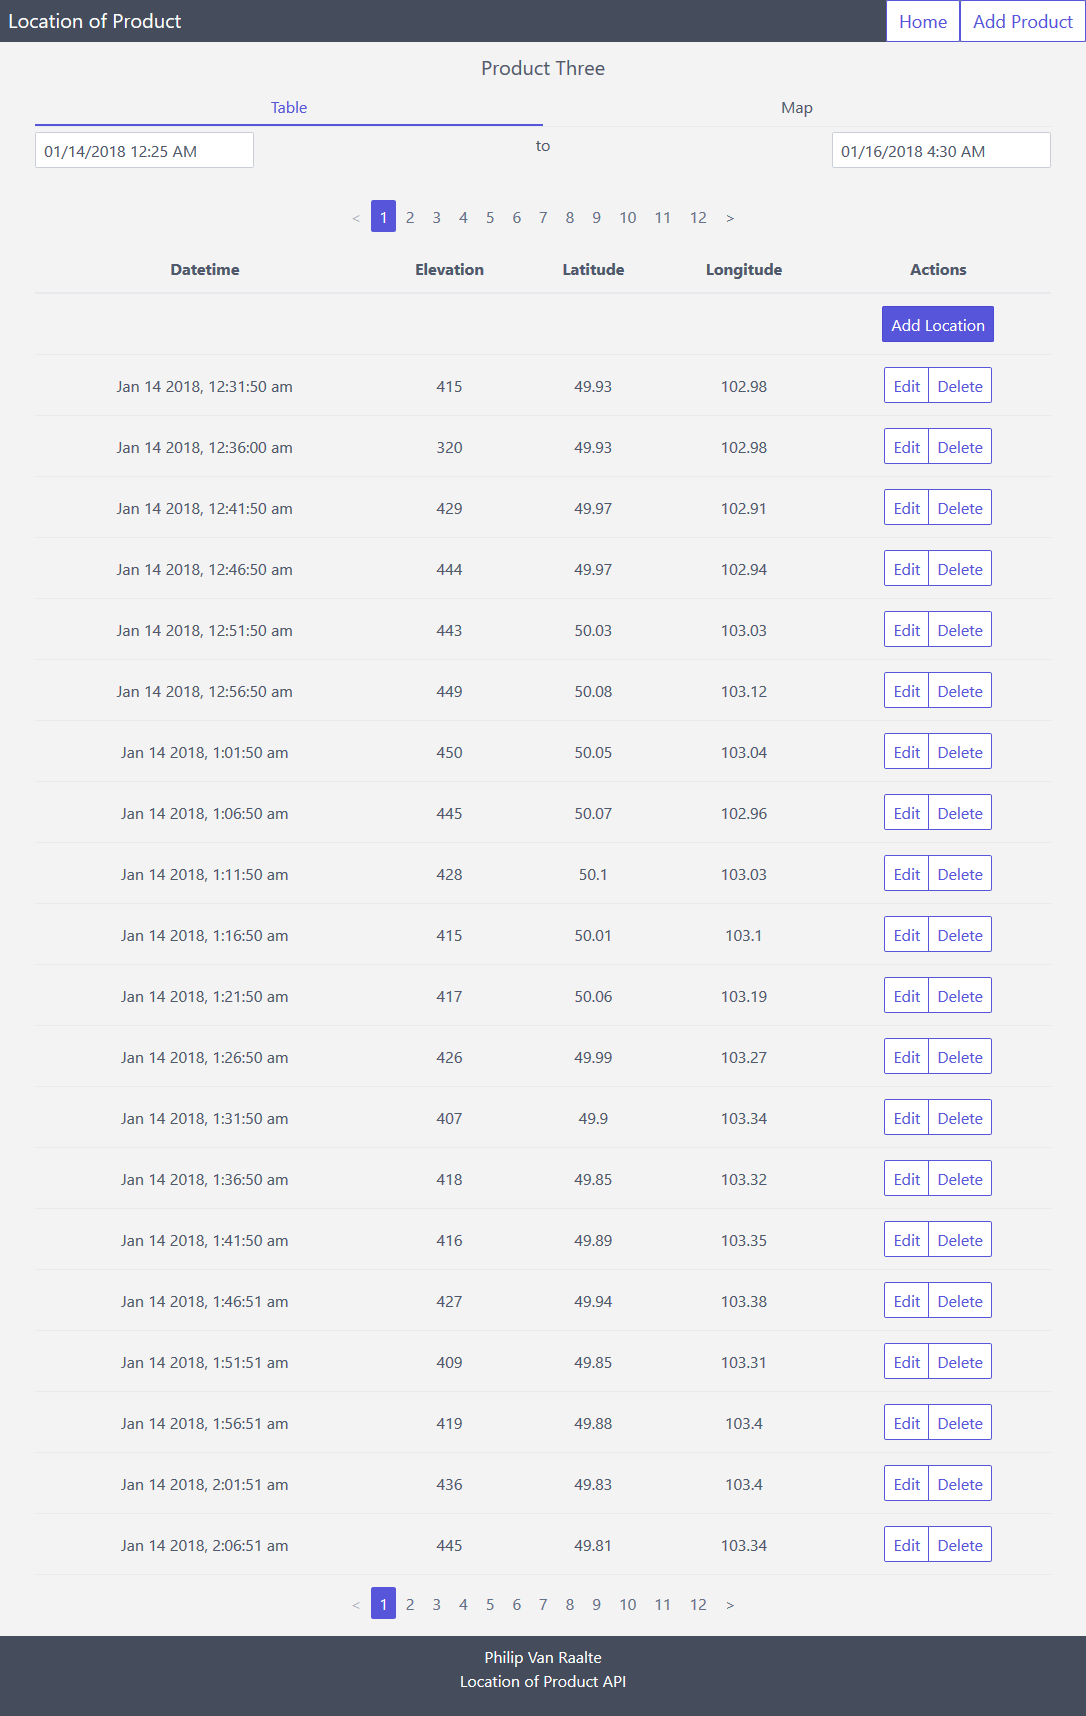 Location of Product Home Add Product
Product Three
Table Map
01/14/2018 12:25 AM to 01/16/2018 4:30 AM
< 1 2 3 4 5 6 7 8 9 10 11 12 >
Datetime Elevation Latitude Longitude Actions
Add Location
Jan 14 2018, 12:31:50 am 415 49.93 102.98 Edit Delete
Jan 14 2018, 12:36:00 am 320 49.93 102.98 Edit Delete
Jan 14 2018, 12:41:50 am 429 49.97 102.91 Edit Delete
Jan 14 2018, 12:46:50 am 444 49.97 102.94 Edit Delete
Jan 14 2018, 12:51:50 am 443 50.03 103.03 Edit Delete
Jan 14 2018, 12:56:50 am 449 50.08 103.12 Edit Delete
Jan 14 2018, 1:01:50 am 450 50.05 103.04 Edit Delete
Jan 14 2018, 1:06:50 am 445 50.07 102.96 Edit Delete
Jan 14 2018, 1:11:50 am 428 50.1 103.03 Edit Delete
Jan 14 2018, 1:16:50 am 415 50.01 103.1 Edit Delete
Jan 14 2018, 1:21:50 am 417 50.06 103.19 Edit Delete
Jan 14 2018, 1:26:50 am 426 49.99 103.27 Edit Delete
Jan 14 2018, 1:31:50 am 407 49.9 103.34 Edit Delete
Jan 14 2018, 1:36:50 am 418 49.85 103.32 Edit Delete
Jan 14 2018, 1:41:50 am 416 49.89 103.35 Edit Delete
Jan 14 2018, 1:46:51 am 427 49.94 103.38 Edit Delete
Jan 14 2018, 1:51:51 am 409 49.85 103.31 Edit Delete
Jan 14 2018, 1:56:51 am 419 49.88 103.4 Edit Delete
Jan 14 2018, 2:01:51 am 436 49.83 103.4 Edit Delete
Jan 14 2018, 2:06:51 am 445 49.81 103.34 Edit Delete
< 1 2 3 4 5 6 7 8 9 10 11 12 >
Philip Van Raalte
Location of Product API